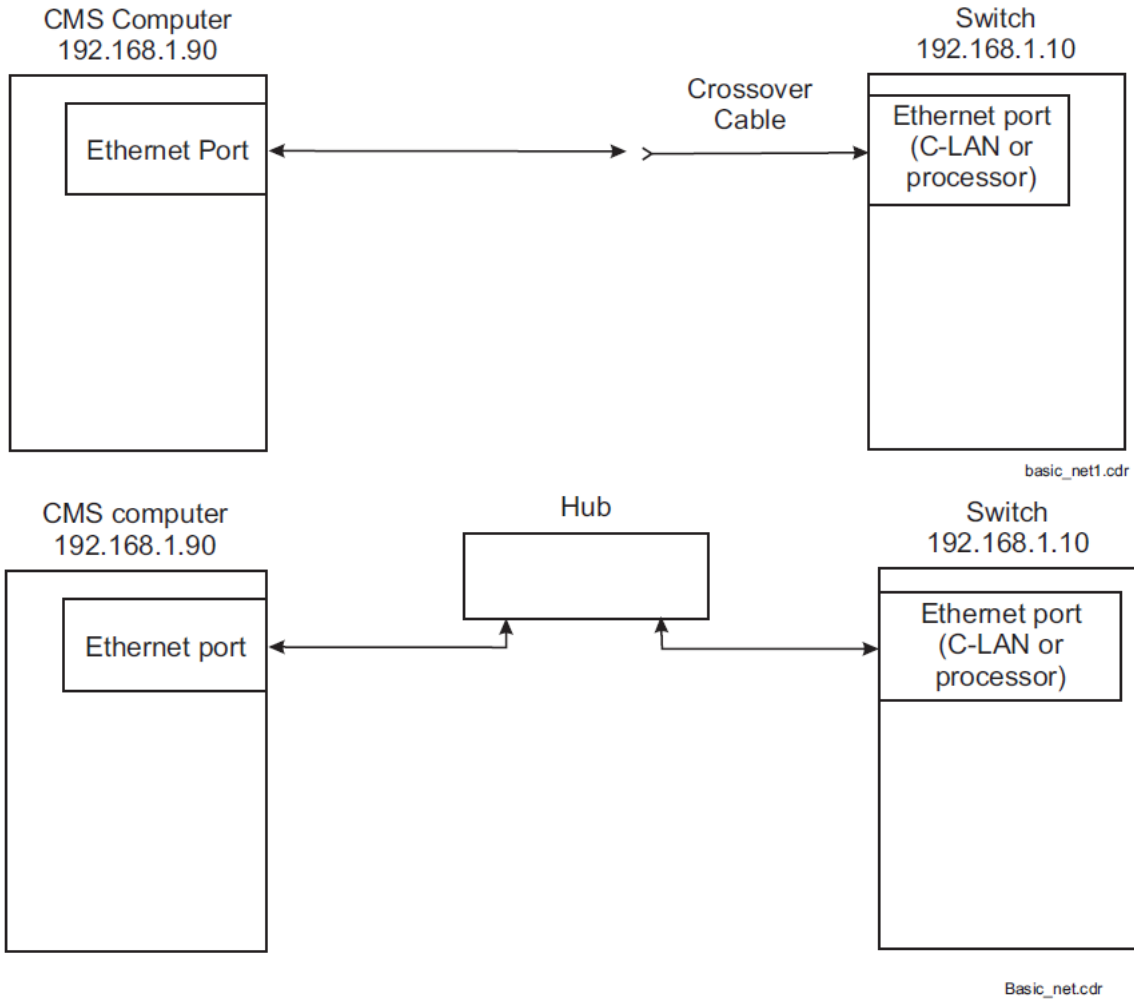 CMS Computer
192.168.1.90
Switch
192.168.1.10
Crossover
Cable
Ethernet Port
Ethernet port
(C-LAN or
processor)
basic_net1.cdr
CMS computer
192.168.1.90
Hub
Switch
192.168.1.10
Ethernet port
Ethernet port
(C-LAN or
processor)
Basic_net.cdr